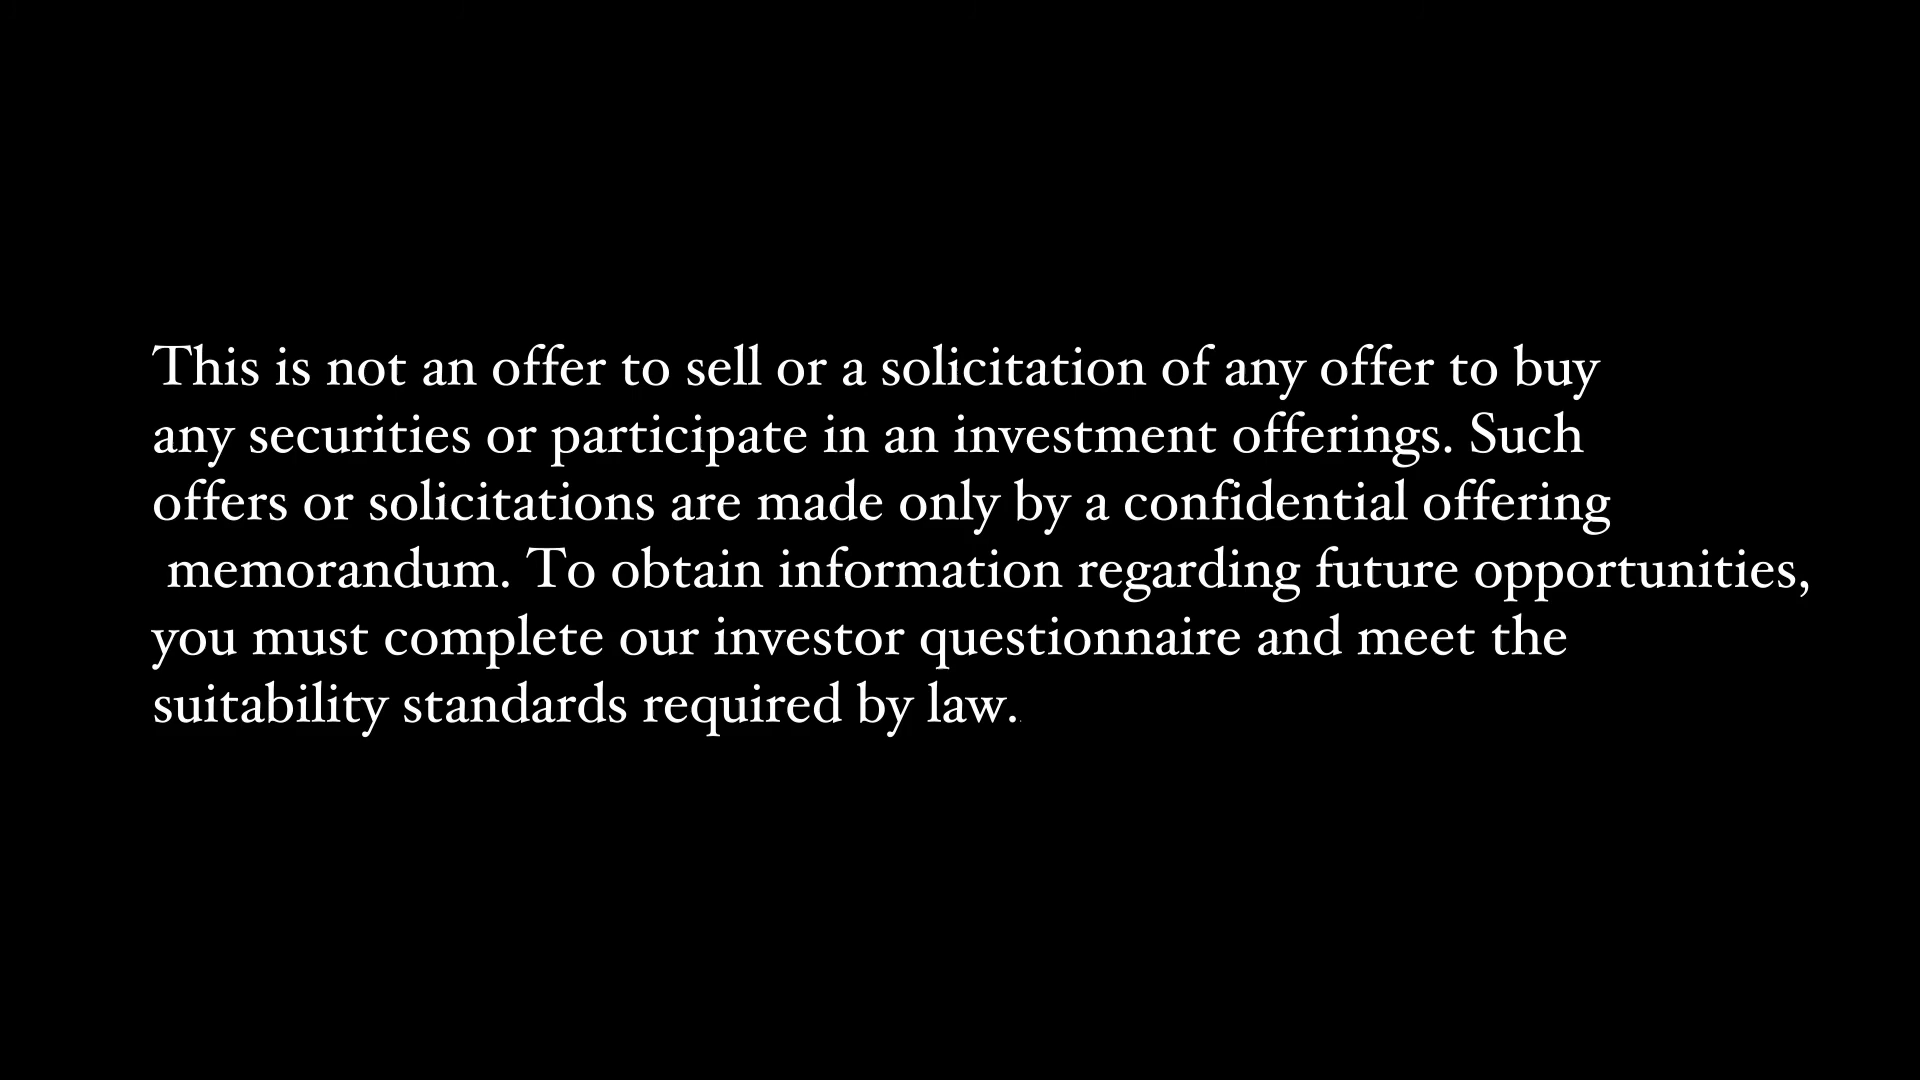 This is not an offer to sell or a solicitation of any offer to buy
any securities or participate in an investment offerings. Such
offers or solicitations are made only by a confidential offering
memorandum. To obtain information regarding future opportunities,
you must complete our investor questionnaire and meet the
suitability standards required by law.